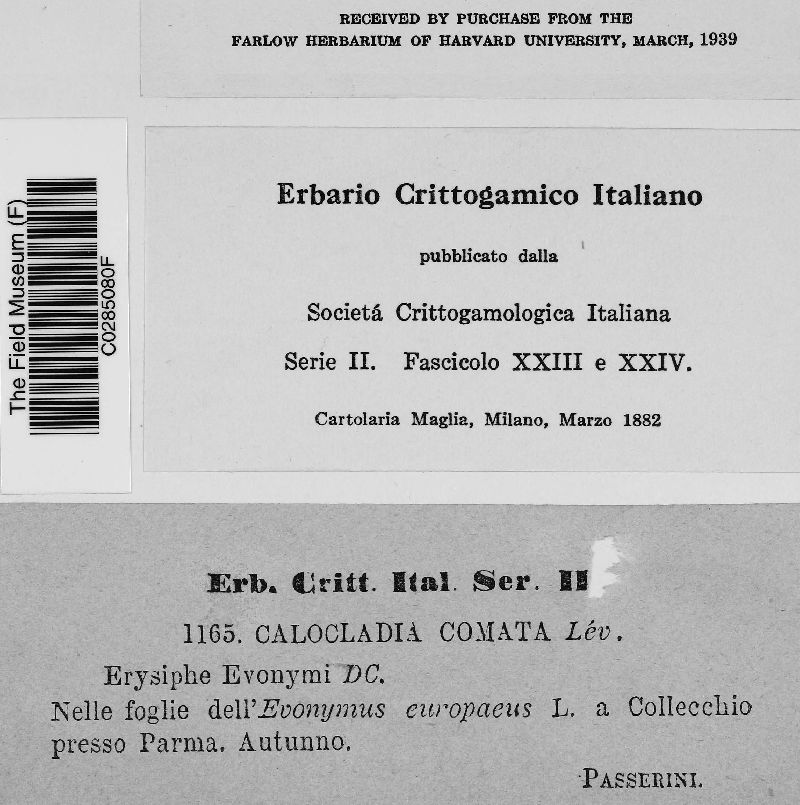 RECEIVED BY PURCHASE FROM THE
FARLOW HERBARIUM OF HARVARD UNIVERSITY, MARCH, 1939
The Field Museum (F)
C0285080F
Erbario Crittogamico Italiano
pubblicato dalla
Societá Crittogamologica Italiana
Serie II. Fascicolo XXIII e XXIV.
Cartolaria Maglia, Milano, Marzo 1882
Erb. Critt. Ital. Ser. II
1165. CALOCLADIA COMATA Lév.
Erysiphe Evonymi DC.
Nelle foglie dell'Evonymus europaeus L. a Collecchio
presso Parma. Autunno.
PASSERINI.